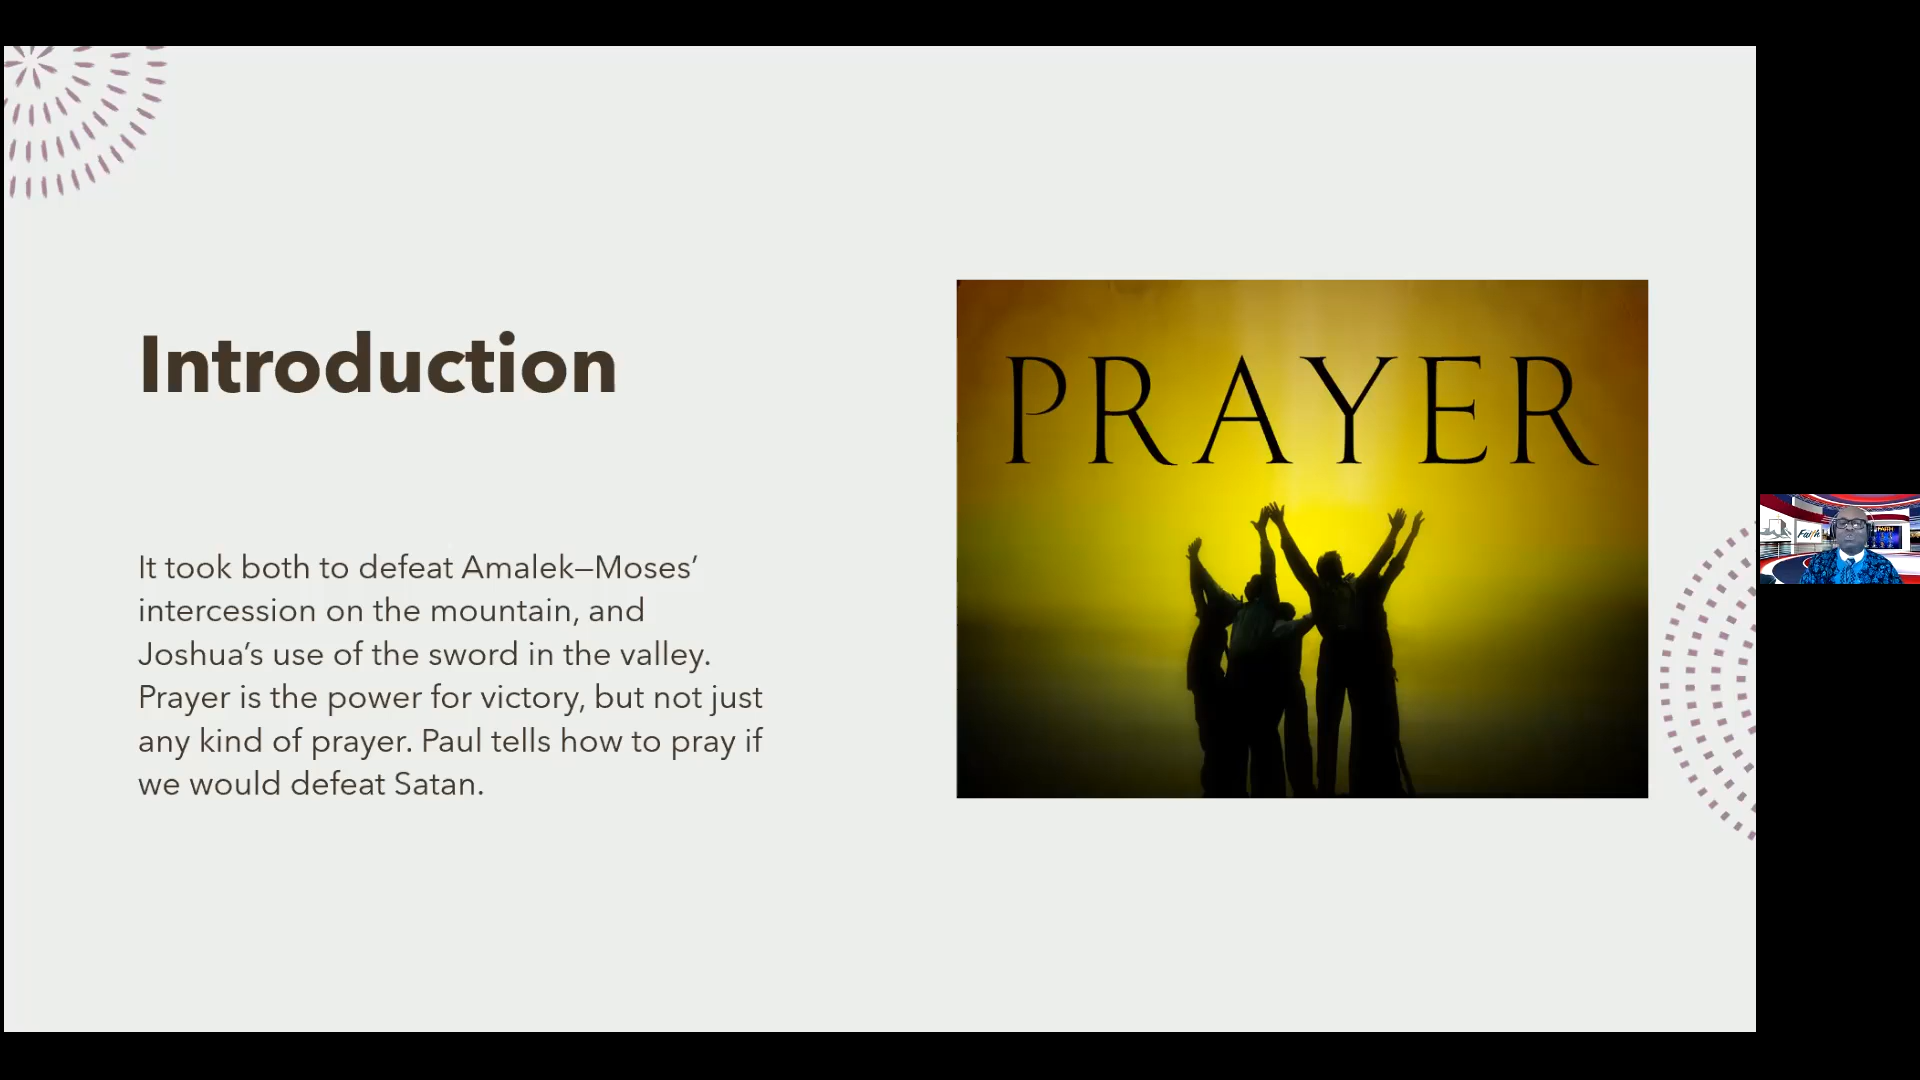 Introduction
It took both to defeat Amalek—Moses’
intercession on the mountain, and
Joshua’s use of the sword in the valley.
Prayer is the power for victory, but not just
any kind of prayer. Paul tells how to pray if
we would defeat Satan.
PRAYER
Faith
FAITH